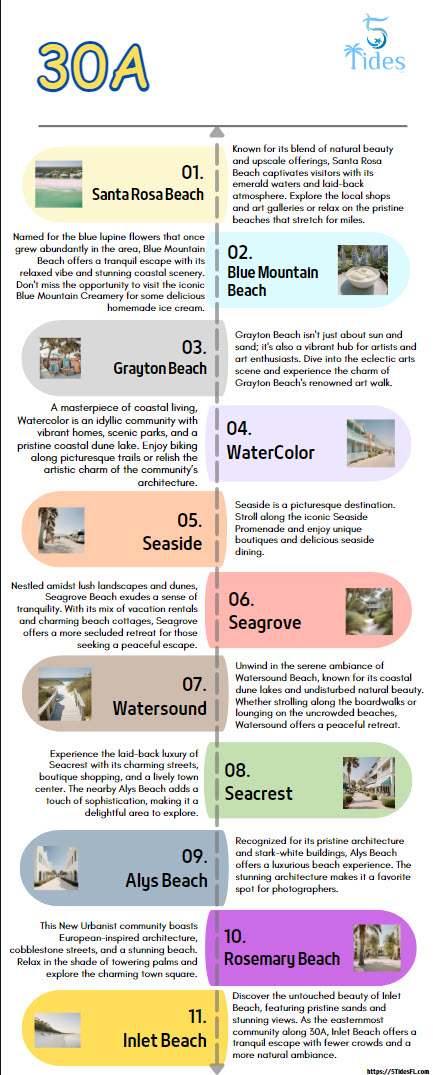 30A
5
Tides
01.
Santa Rosa Beach
Known for its blend of natural beauty
and upscale offerings, Santa Rosa
Beach captivates visitors with its
emerald waters and laid-back
atmosphere. Explore the local shops
and art galleries or relax on the pristine
beaches that stretch for miles.
Named for the blue lupine flowers that once
grew abundantly in the area, Blue Mountain
Beach offers a tranquil escape with its
relaxed vibe and stunning coastal scenery.
Don't miss the opportunity to visit the iconic
Blue Mountain Creamery for some delicious
homemade ice cream.
02.
Blue Mountain
Beach
03.
Grayton Beach
Grayton Beach isn't just about sun and
sand; it's also a vibrant hub for artists and
art enthusiasts. Dive into the eclectic arts
scene and experience the charm of
Grayton Beach's renowned art walk.
A masterpiece of coastal living,
Watercolor is an idyllic community with
vibrant homes, scenic parks, and a
pristine coastal dune lake. Enjoy biking
along picturesque trails or relish the
artistic charm of the community's
architecture.
04.
WaterColor
05.
Seaside
Seaside is a picturesque destination.
Stroll along the iconic Seaside
Promenade and enjoy unique
boutiques and delicious seaside
dining.
Nestled amidst lush landscapes and dunes,
Seagrove Beach exudes a sense of
tranquility. With its mix of vacation rentals
and charming beach cottages, Seagrove
offers a more secluded retreat for those
seeking a peaceful escape.
06.
Seagrove
07.
Watersound
Unwind in the serene ambiance of
Watersound Beach, known for its coastal
dune lakes and undisturbed natural beauty.
Whether strolling along the boardwalks or
lounging on the uncrowded beaches,
Watersound offers a peaceful retreat.
Experience the laid-back luxury of
Seacrest with its charming streets,
boutique shopping, and a lively town
center. The nearby Alys Beach adds a
touch of sophistication, making it a
delightful area to explore.
08.
Seacrest
09.
Alys Beach
Recognized for its pristine architecture
and stark-white buildings, Alys Beach
offers a luxurious beach experience. The
stunning architecture makes it a favorite
spot for photographers.
This New Urbanist community boasts
European-inspired architecture,
cobblestone streets, and a stunning beach.
Relax in the shade of towering palms and
explore the charming town square.
10.
Rosemary Beach
11.
Inlet Beach
Discover the untouched beauty of Inlet
Beach, featuring pristine sands and
stunning views. As the easternmost
community along 30A, Inlet Beach offers a
tranquil escape with fewer crowds and a
more natural ambiance.
https://5TidesFL.com